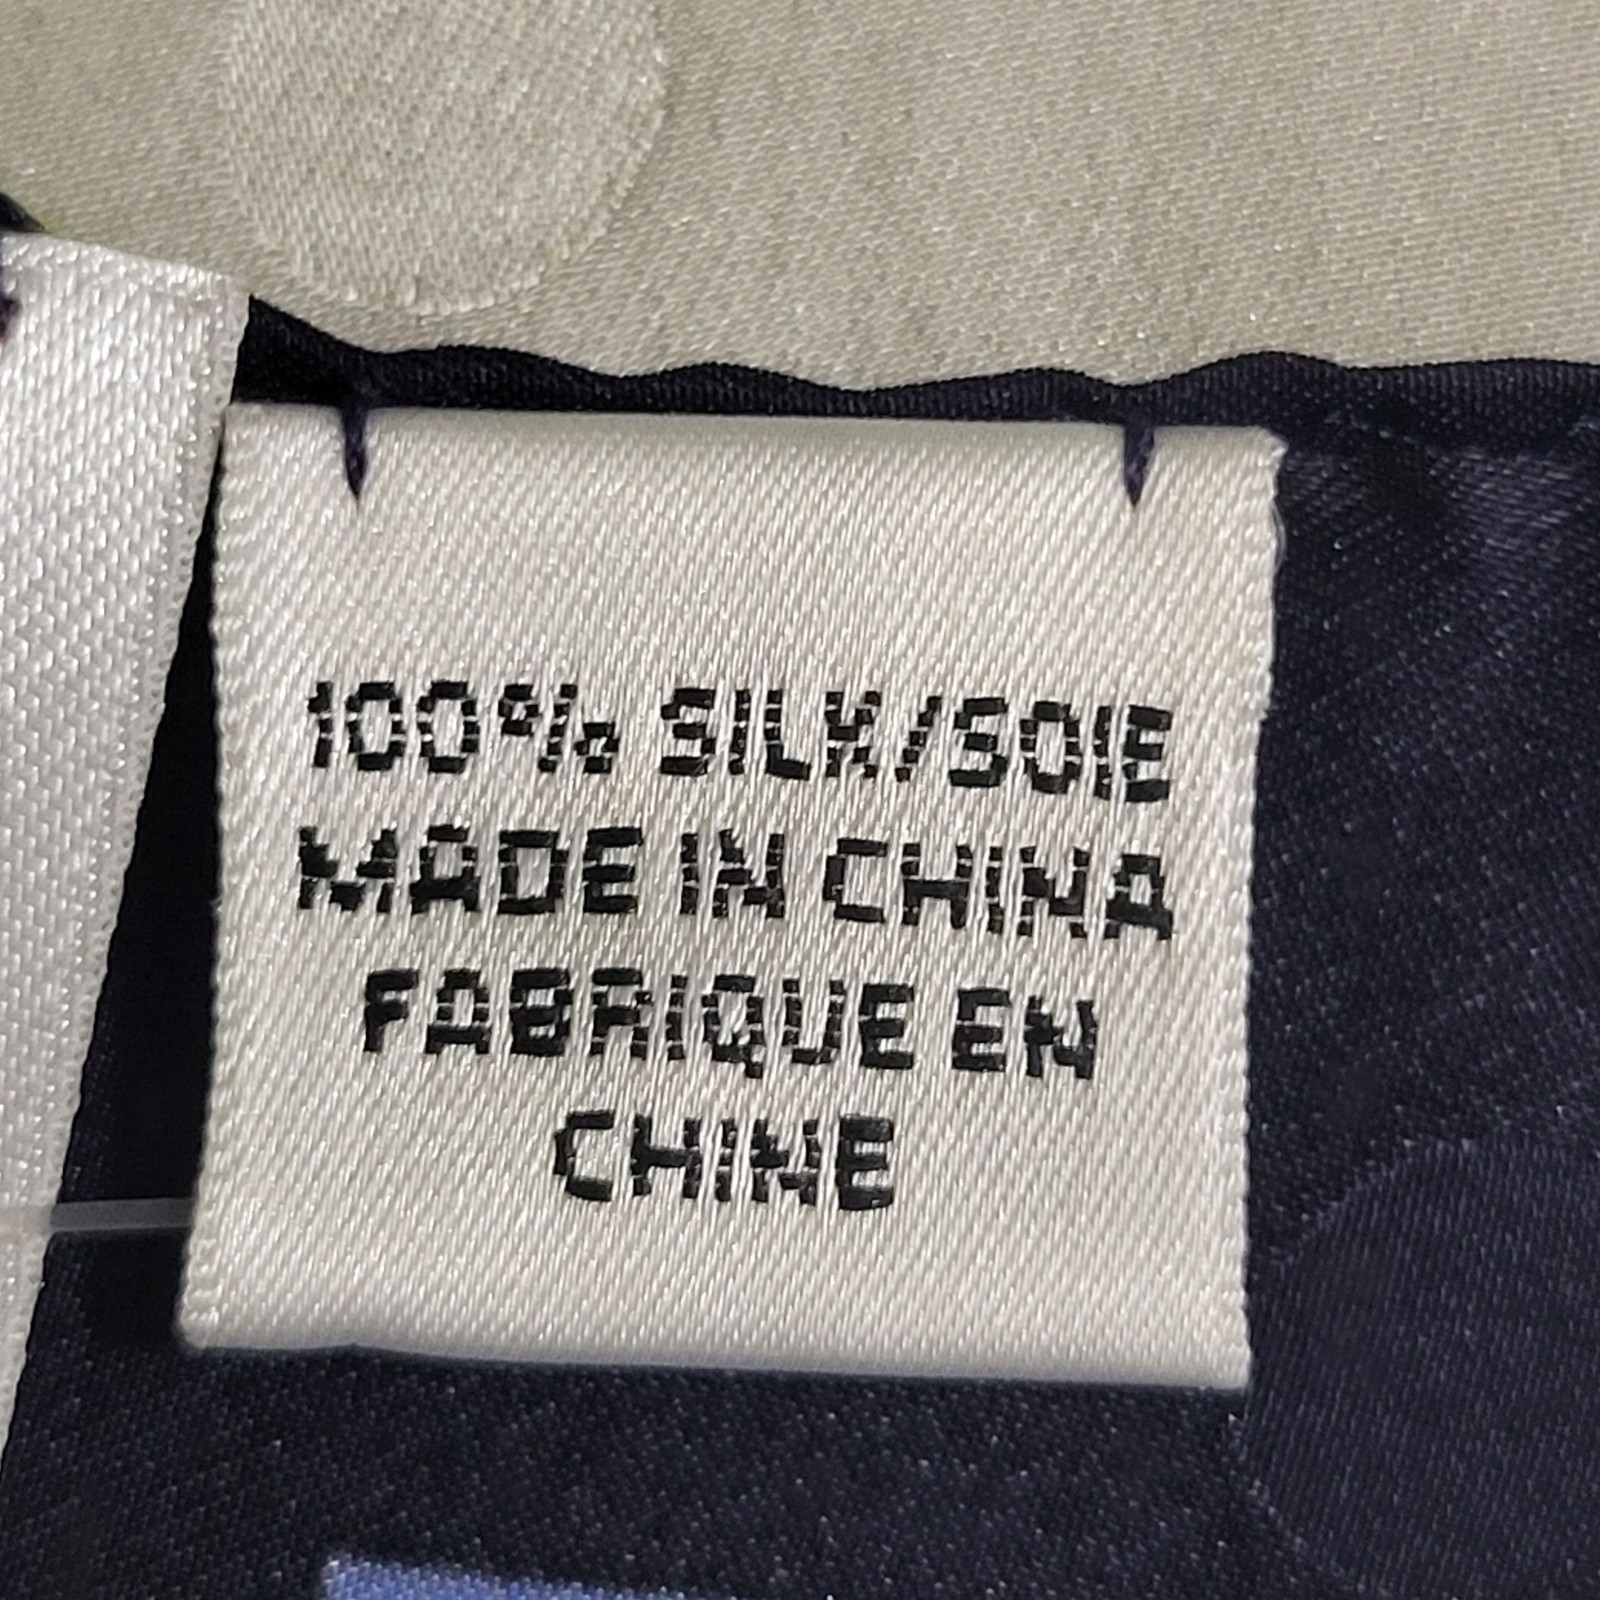 100% SILK/SOIE
MADE IN CHINA
FABRIQUE EN
CHINE